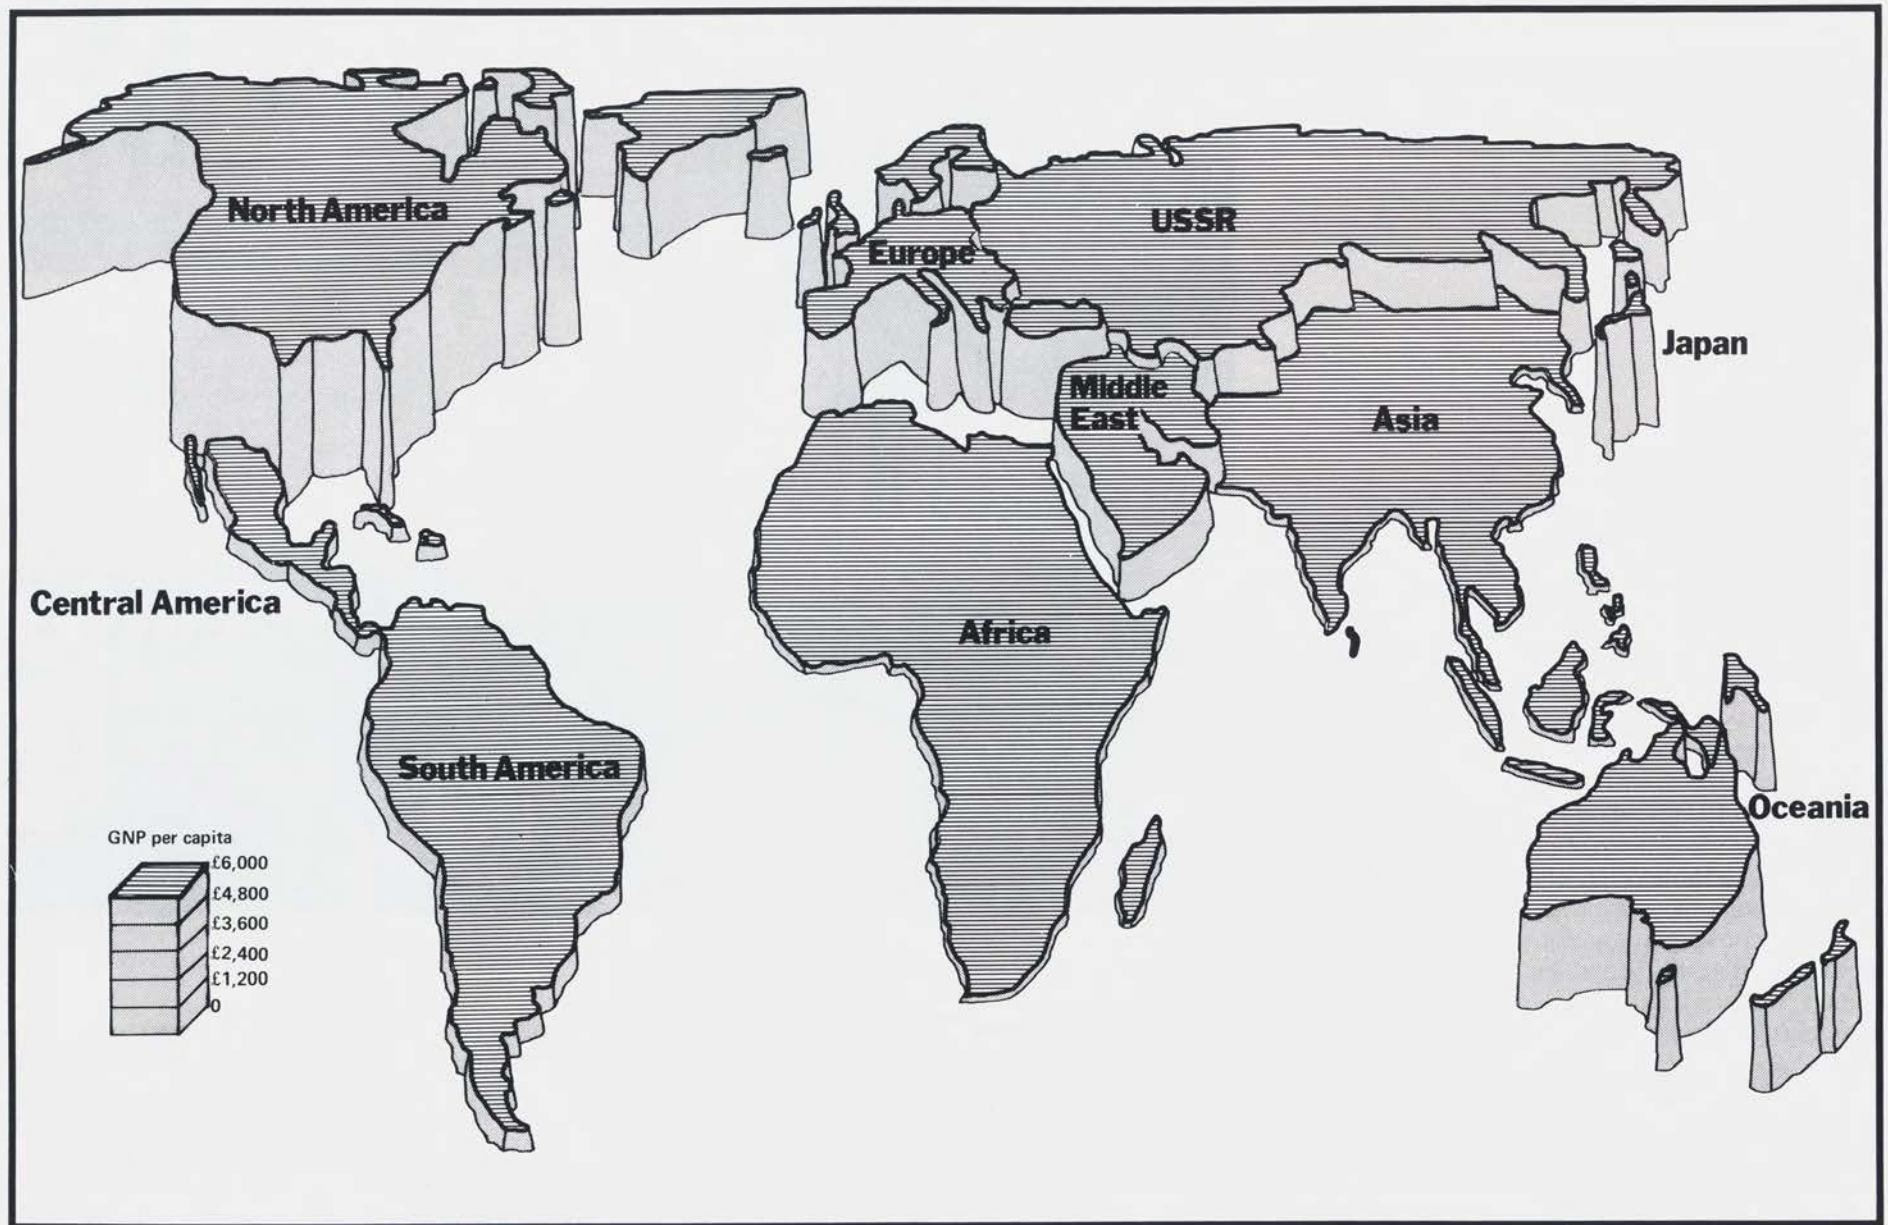 North America
USSR
Europe
Japan
Middle
East
Asia
Central America
Africa
South America
Oceania
GNP per capita
£6,000
£4,800
£3,600
£2,400
£1,200
0